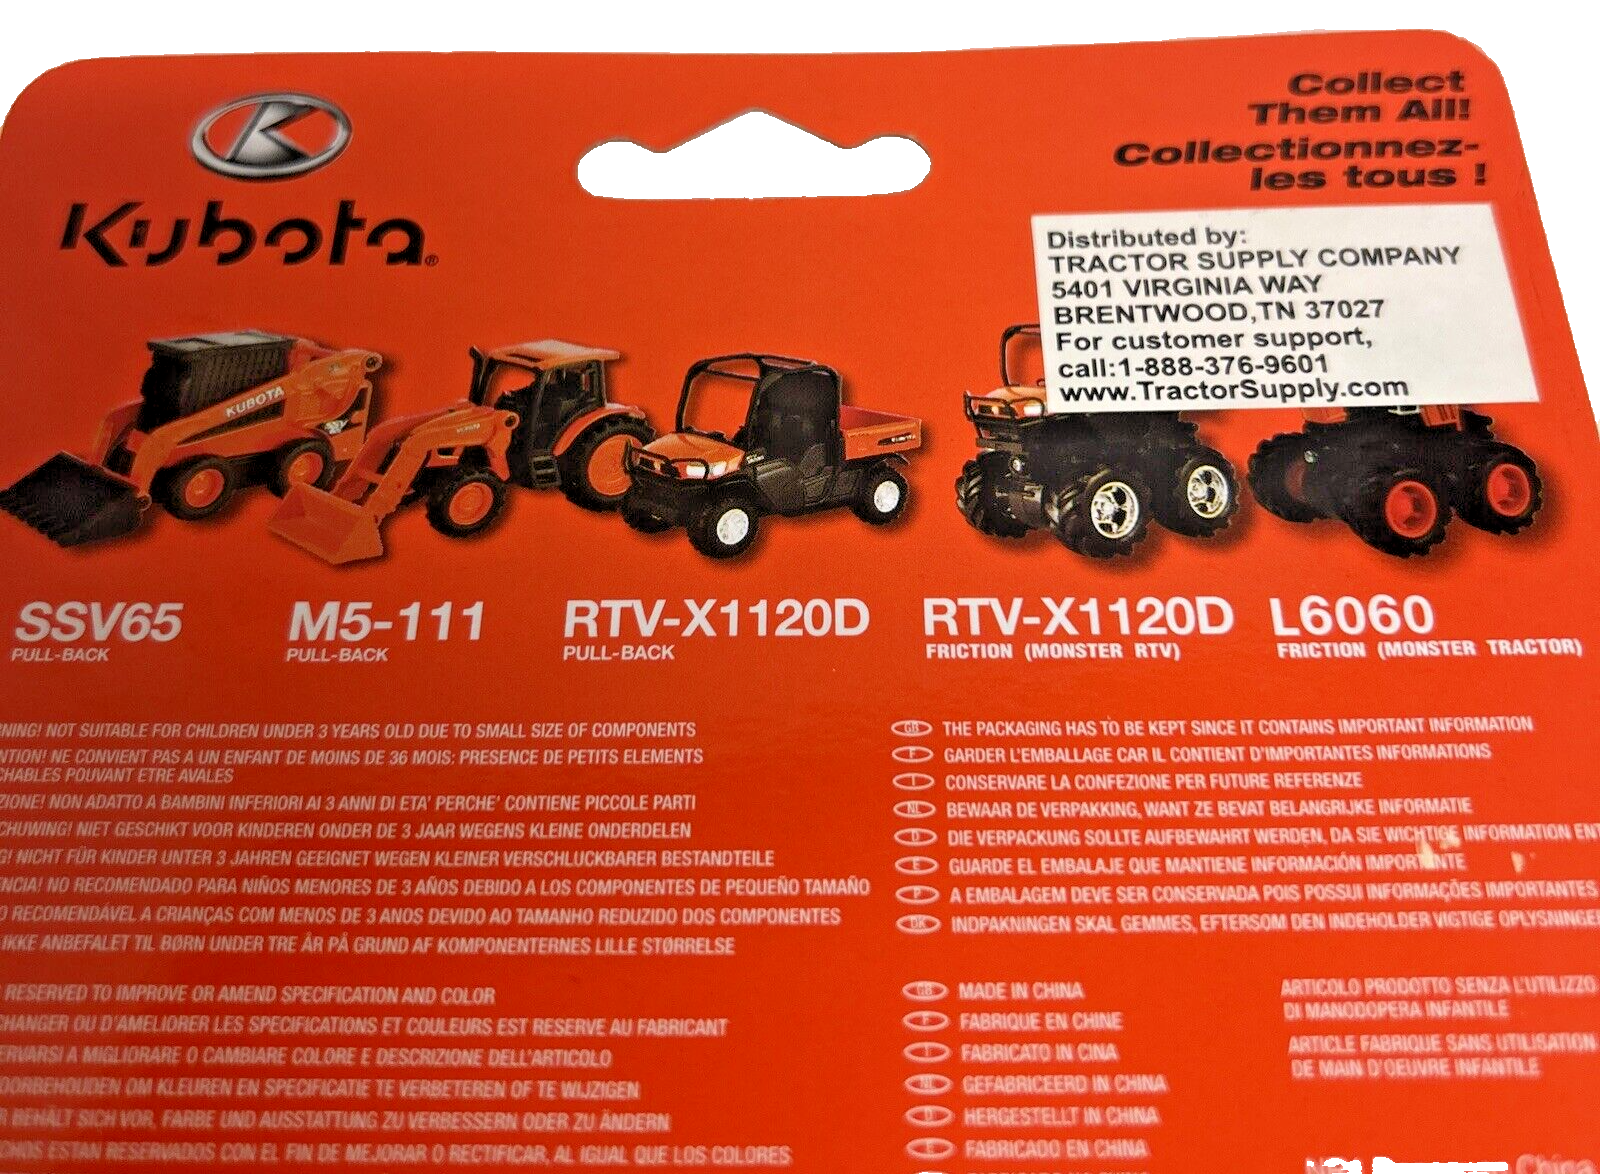 Kubota®
Collect
Them All!
Collectionnez-
les tous !
Distributed by:
TRACTOR SUPPLY COMPANY
5401 VIRGINIA WAY
BRENTWOOD,TN 37027
For customer support,
call:1-888-376-9601
www.TractorSupply.com
KUBOTA
SSV65
PULL-BACK
M5-111
PULL-BACK
RTV-X1120D
PULL-BACK
RTV-X1120D
FRICTION (MONSTER RTV)
L6060
FRICTION (MONSTER TRACTOR)
NOT SUITABLE FOR CHILDREN UNDER 3 YEARS OLD DUE TO SMALL SIZE OF COMPONENTS
NE CONVIENT PAS A UN ENFANT DE MOINS DE 36 MOIS: PRESENCE DE PETITS ELEMENTS
POUVANT ETRE AVALES
NON ADATTO A BAMBINI INFERIORI AI 3 ANNI DI ETA' PERCHE' CONTIENE PICCOLE PARTI
NIET GESCHIKT VOOR KINDEREN ONDER DE 3 JAAR WEGENS KLEINE ONDERDELEN
NICHT FÜR KINDER UNTER 3 JAHREN GEEIGNET WEGEN KLEINER VERSCHLUCKBARER BESTANDTEILE
NO RECOMENDADO PARA NIÑOS MENORES DE 3 AÑOS DEBIDO A LOS COMPONENTES DE PEQUEÑO TAMAÑO
RECOMENDÁVEL A CRIANÇAS COM MENOS DE 3 ANOS DEVIDO AO TAMANHO REDUZIDO DOS COMPONENTES
IKKE ANBEFALET TIL BØRN UNDER TRE ÅR PÅ GRUND AF KOMPONENTERNES LILLE STØRRELSE
GB THE PACKAGING HAS TO BE KEPT SINCE IT CONTAINS IMPORTANT INFORMATION
F GARDER L'EMBALLAGE CAR IL CONTIENT D'IMPORTANTES INFORMATIONS
I CONSERVARE LA CONFEZIONE PER FUTURE REFERENZE
NL BEWAAR DE VERPAKKING, WANT ZE BEVAT BELANGRIJKE INFORMATIE
D DIE VERPACKUNG SOLLTE AUFBEWAHRT WERDEN, DA SIE WICHTIGE INFORMATION
E GUARDE EL EMBALAJE QUE MANTIENE INFORMACIÓN IMPORTANTE
P A EMBALAGEM DEVE SER CONSERVADA POIS POSSUI INFORMAÇÕES IMPORTANTES
DK INDPAKNINGEN SKAL GEMMES, EFTERSOM DEN INDEHOLDER VIGTIGE
RESERVED TO IMPROVE OR AMEND SPECIFICATION AND COLOR
CHANGER OU D'AMELIORER LES SPECIFICATIONS ET COULEURS EST RESERVE AU FABRICANT
A MIGLIORARE O CAMBIARE COLORE E DESCRIZIONE DELL'ARTICOLO
OM KLEUREN EN SPECIFICATIE TE VERBETEREN OF TE WIJZIGEN
BEHÄLT SICH VOR, FARBE UND AUSSTATTUNG ZU VERBESSERN ODER ZU ÄNDERN
ESTAN RESERVADOS CON EL FIN DE MEJORAR O RECTIFICAR, AL IGUAL QUE LOS COLORES
GB MADE IN CHINA
F FABRIQUE EN CHINE
I FABRICATO IN CINA
NL GEFABRICEERD IN CHINA
D HERGESTELLT IN CHINA
E FABRICADO EN CHINA
ARTICOLO PRODOTTO SENZA L'UTILIZZO
DI MANODOPERA INFANTILE
ARTICLE FABRIQUE SANS UTILISATION
DE MAIN D'OEUVRE INFANTILE